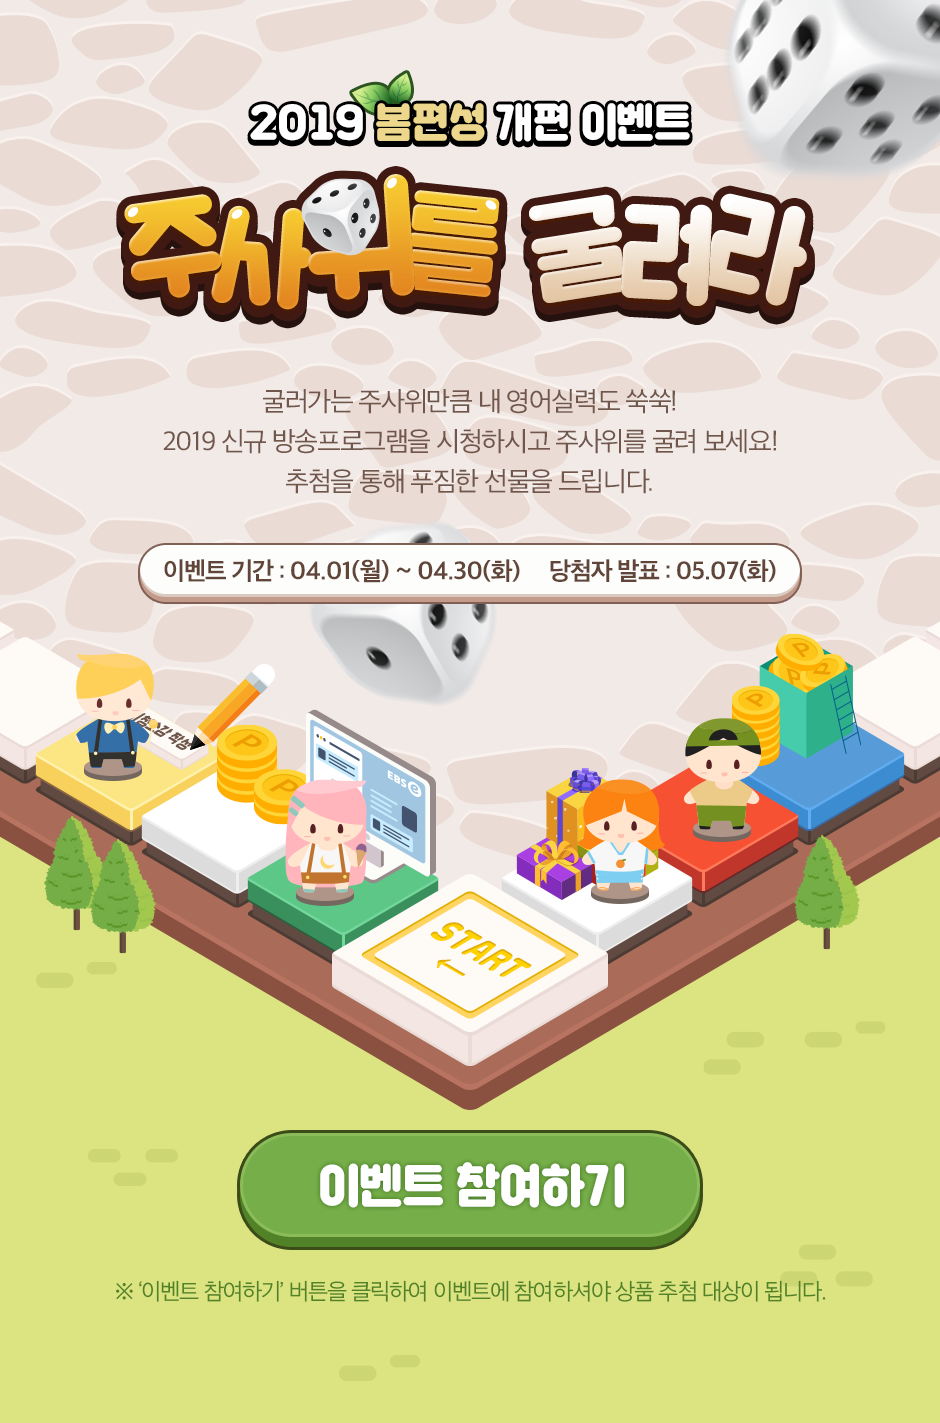 2019 봄편성 개편 이벤트
주사위를 굴러라
굴러가는 주사위만큼 내 영어실력도 쑥쑥!
2019 신규 방송프로그램을 시청하시고 주사위를 굴려 보세요!
추첨을 통해 푸짐한 선물을 드립니다.
이벤트 기간 : 04.01(월) ~ 04.30(화) 당첨자 발표 : 05.07(화)
작성
P
P
EBS e
P
P
P
P
START
←
이벤트 참여하기
※ '이벤트 참여하기' 버튼을 클릭하여 이벤트에 참여하셔야 상품 추첨 대상이 됩니다.